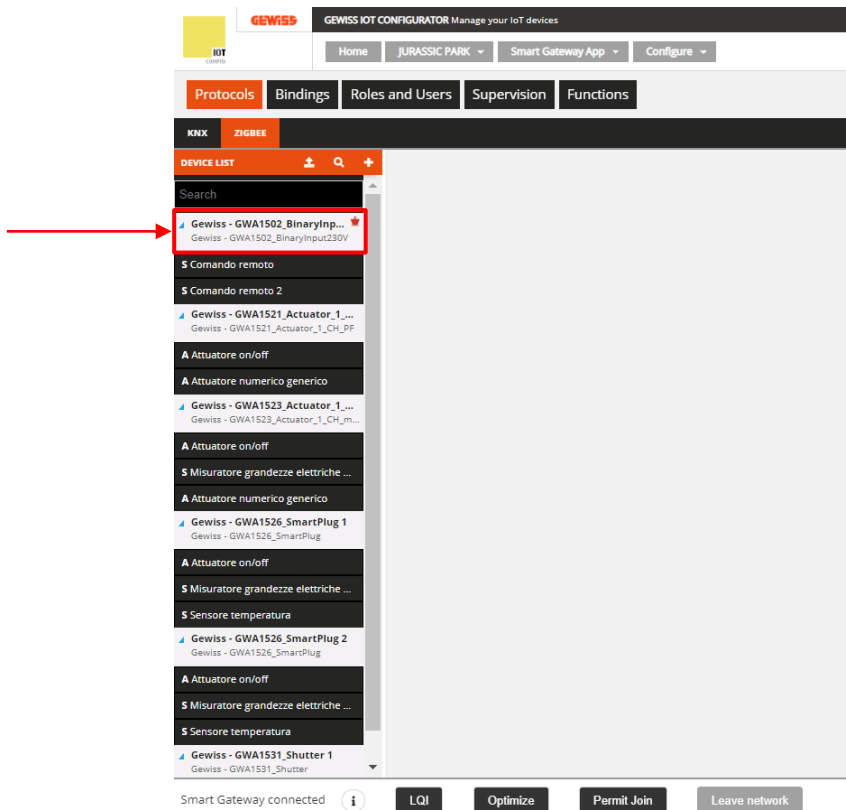 GEWISS
GEWISS IOT CONFIGURATOR Manage your IoT devices
IOT
CONFIG
Home
JURASSIC PARK
Smart Gateway App
Configure
Protocols
Bindings
Roles and Users
Supervision
Functions
KNX
ZIGBEE
DEVICE LIST
Search
Gewiss - GWA1502_BinaryInp...
Gewiss - GWA1502_BinaryInput230V
S Comando remoto
S Comando remoto 2
Gewiss - GWA1521_Actuator_1_...
Gewiss - GWA1521_Actuator_1_CH_PF
A Attuatore on/off
A Attuatore numerico generico
Gewiss - GWA1523_Actuator_1_...
Gewiss - GWA1523_Actuator_1_CH_m...
A Attuatore on/off
S Misuratore grandezze elettriche ...
A Attuatore numerico generico
Gewiss - GWA1526_SmartPlug 1
Gewiss - GWA1526_SmartPlug
A Attuatore on/off
S Misuratore grandezze elettriche ...
S Sensore temperatura
Gewiss - GWA1526_SmartPlug 2
Gewiss - GWA1526_SmartPlug
A Attuatore on/off
S Misuratore grandezze elettriche ...
S Sensore temperatura
Gewiss - GWA1531_Shutter 1
Gewiss - GWA1531_Shutter
Smart Gateway connected
i
LQI
Optimize
Permit Join
Leave network